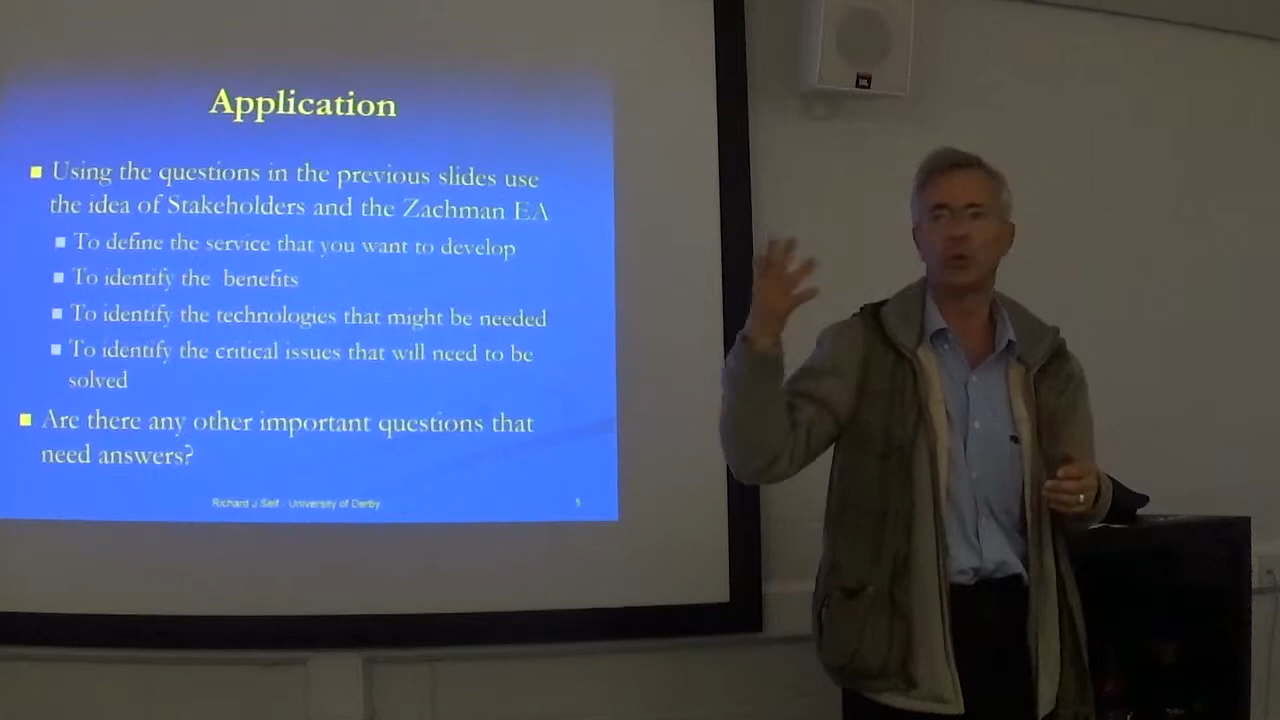 Application
Using the questions in the previous slides use
the idea of Stakeholders and the Zachman EA
To define the service that you want to develop
To identify the benefits
To identify the technologies that might be needed
To identify the critical issues that will need to be
solved
Are there any other important questions that
need answers?
Richard J Self - University of Derby
5
JBL